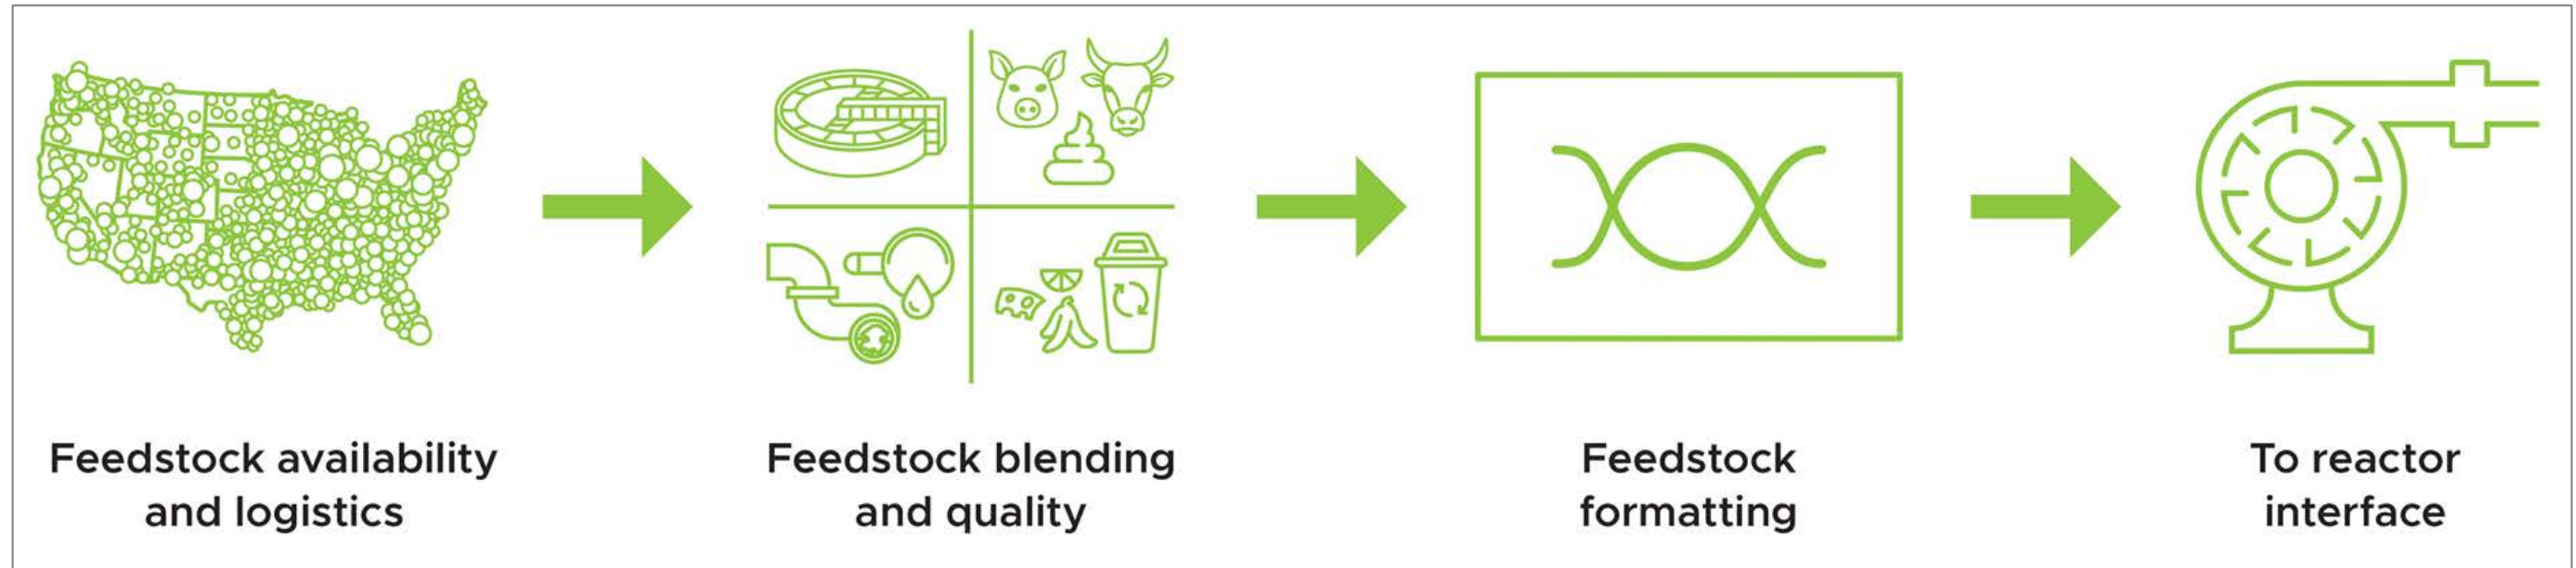 Feedstock availability
and logistics
Feedstock blending
and quality
Feedstock
formatting
To reactor
interface